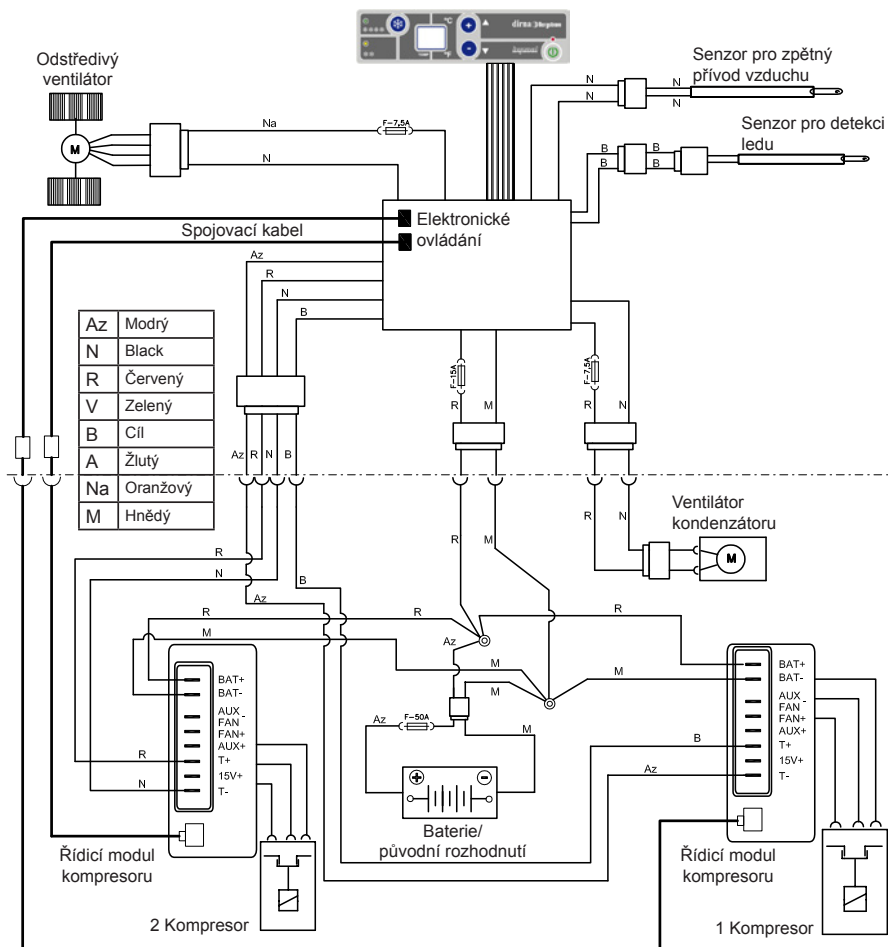 °C
°F
dirna Bergstrom
Odstředivý
ventilátor
M
Na
F-7,5A
N
N
N
N
N
Senzor pro zpětný
přívod vzduchu
Senzor pro detekci
ledu
B
B
B
B
Spojovací kabel
Elektronické
ovládání
Az
R
N
B
Az Modrý
N Black
R Červený
V Zelený
B Cíl
A Žlutý
Na Oranžový
M Hnědý
F-15A
F-7,5A
R
M
R
N
Az
R
N
B
R
N
Ventilátor
kondenzátoru
M
R
M
R
N
B
Az
R
R
R
M
Az
M
M
M
Az
F-50A
M
B
Az
R
N
BAT+
BAT-
AUX -
FAN
FAN+
AUX+
T+
15V+
T-
BAT+
BAT-
AUX -
FAN
FAN+
AUX+
T+
15V+
T-
Baterie/
původní rozhodnutí
Řídicí modul
kompresoru
Řídicí modul
kompresoru
2 Kompresor
1 Kompresor